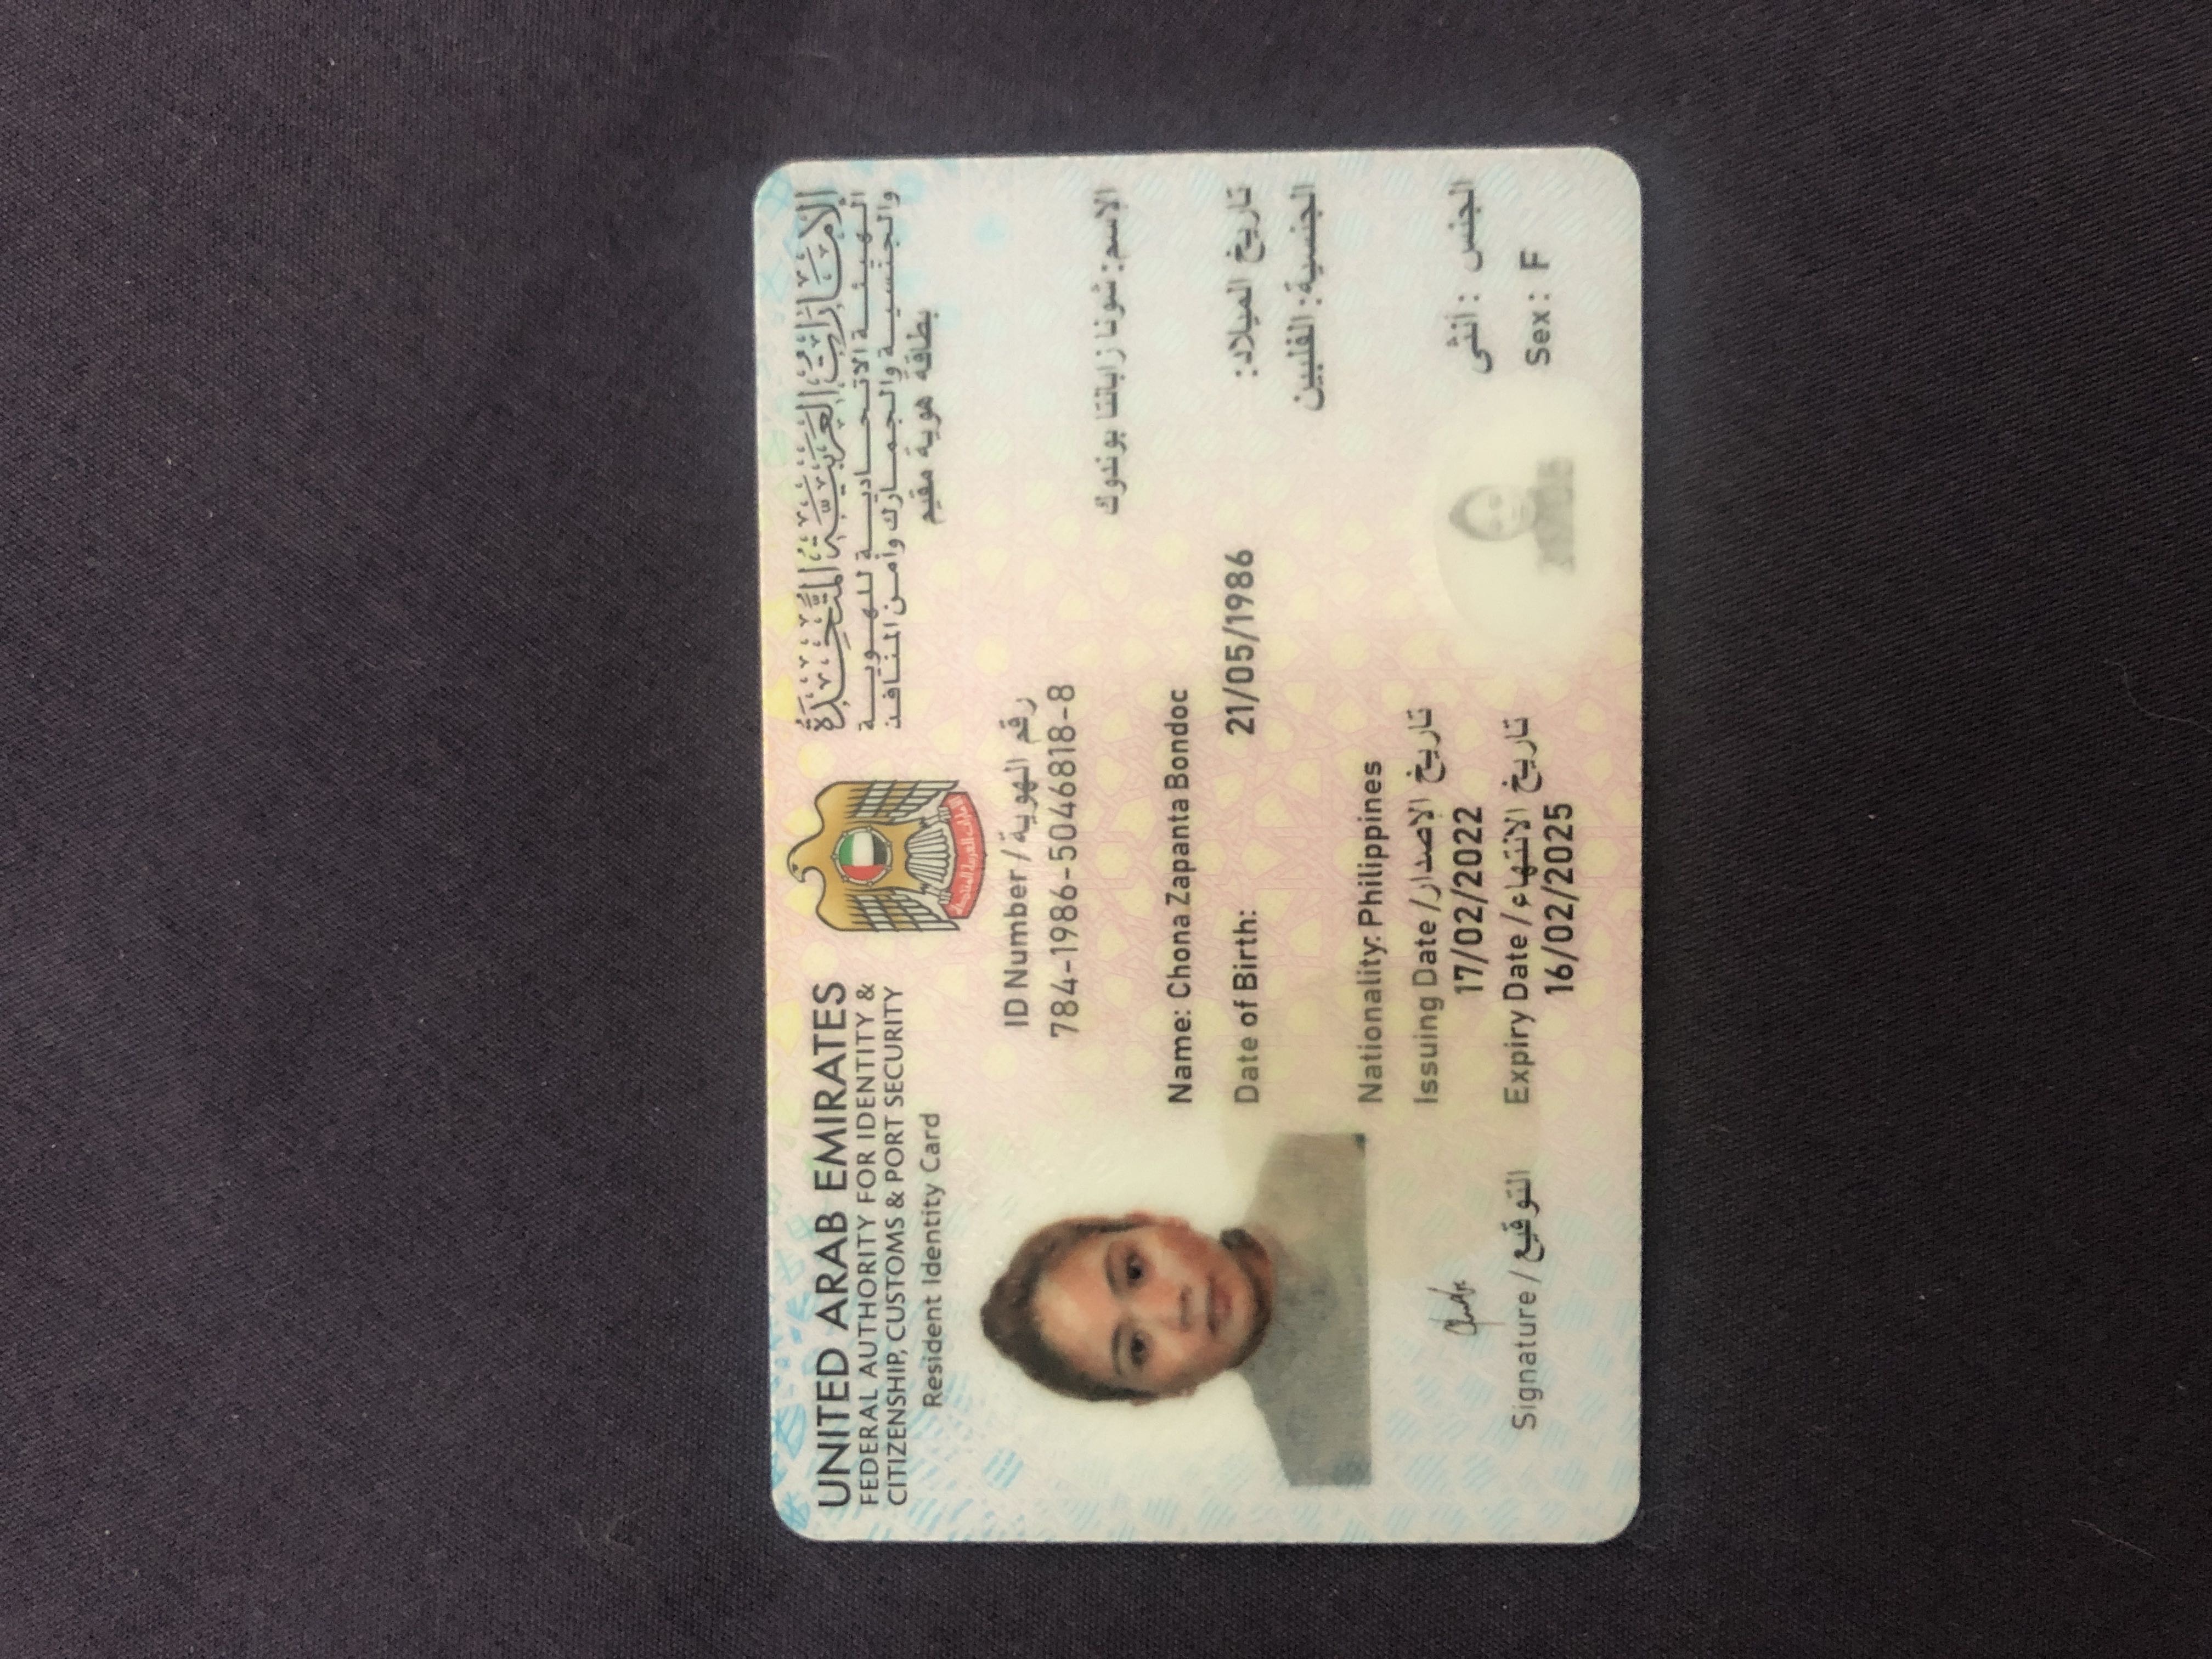 UNITED ARAB EMIRATES
FEDERAL AUTHORITY FOR IDENTITY &
CITIZENSHIP, CUSTOMS & PORT SECURITY
Resident Identity Card
الإمارات العربية المتحدة
الهيئة الاتحادية للهوية
والجنسية والجمارك وأمن المنافذ
بطاقة هوية مقيم
الإمارات العربية المتحدة
ID Number / رقم الهوية
784-1986-5046818-8
الاسم: شونا زابانتا بوندوك
Name: Chona Zapanta Bondoc
Date of Birth: 21/05/1986 تاريخ الميلاد:
الجنسية: الفلبين
Nationality: Philippines
Issuing Date / تاريخ الإصدار
17/02/2022
Expiry Date / تاريخ الانتهاء
16/02/2025
الجنس : أنثى
Sex: F
Signature / التوقيع